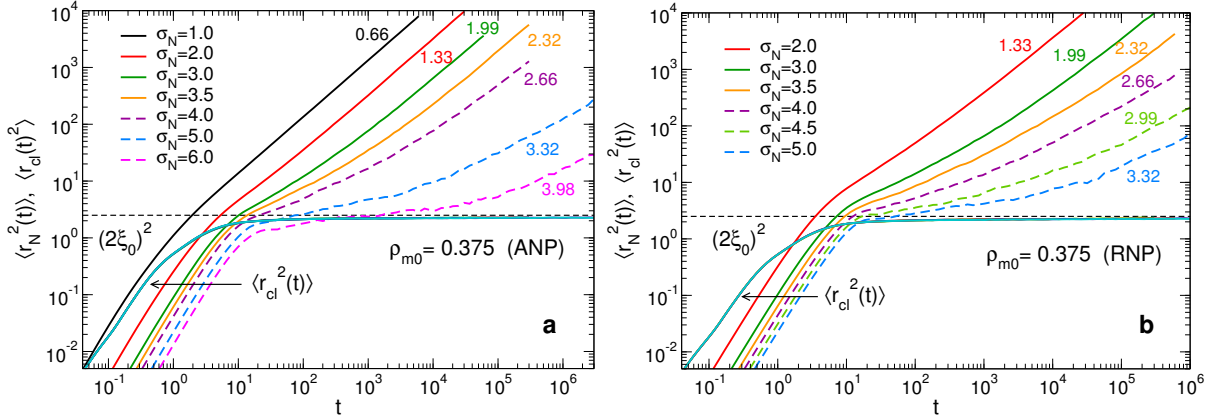 ⟨r_N^2(t)⟩, ⟨r_cl(t)^2⟩
10^4
10^3
10^2
10^1
10^0
10^-1
10^-2
σ_N=1.0
σ_N=2.0
σ_N=3.0
σ_N=3.5
σ_N=4.0
σ_N=5.0
σ_N=6.0
0.66
1.33
1.99
2.32
2.66
3.32
3.98
(2ξ_0)^2
ρ_m0= 0.375 (ANP)
⟨r_cl^2(t)⟩
a
10^-1 10^0 10^1 10^2 10^3 10^4 10^5 10^6
t
⟨r_N^2(t)⟩, ⟨r_cl^2(t)⟩
10^4
10^3
10^2
10^1
10^0
10^-1
10^-2
σ_N=2.0
σ_N=3.0
σ_N=3.5
σ_N=4.0
σ_N=4.5
σ_N=5.0
1.33
1.99
2.32
2.66
2.99
3.32
(2ξ_0)^2
ρ_m0= 0.375 (RNP)
⟨r_cl^2(t)⟩
b
10^-1 10^0 10^1 10^2 10^3 10^4 10^5 10^6
t